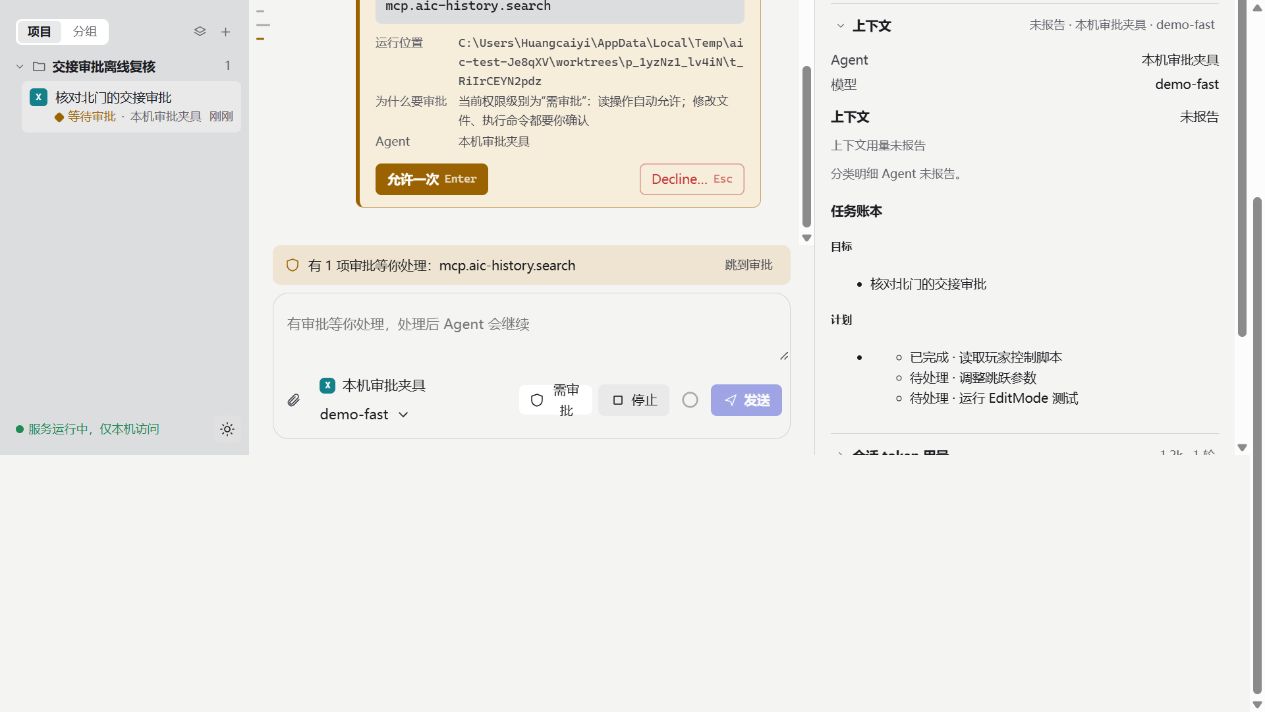 项目 分组
交接审批离线复核 1
X 核对北门的交接审批
等待审批 · 本机审批夹具 刚刚
服务运行中，仅本机访问
mcp.aic-history.search
运行位置 C:\Users\Huangcaiyi\AppData\Local\Temp\ai
c-test-Je8qXV\worktrees\p_1yzNz1_lv4iN\t_
RiIrCEYN2pdz
为什么要审批 当前权限级别为“需审批”：读操作自动允许；修改文
件、执行命令都要你确认
Agent 本机审批夹具
允许一次 Enter Decline... Esc
有 1 项审批等你处理：mcp.aic-history.search 跳到审批
有审批等你处理，处理后 Agent 会继续
X 本机审批夹具
demo-fast
需审
批
停止
发送
上下文 未报告 · 本机审批夹具 · demo-fast
Agent 本机审批夹具
模型 demo-fast
上下文 未报告
上下文用量未报告
分类明细 Agent 未报告。
任务账本
目标
核对北门的交接审批
计划
已完成 · 读取玩家控制脚本
待处理 · 调整跳跃参数
待处理 · 运行 EditMode 测试
会话 token 用量 1.2k · 1 轮